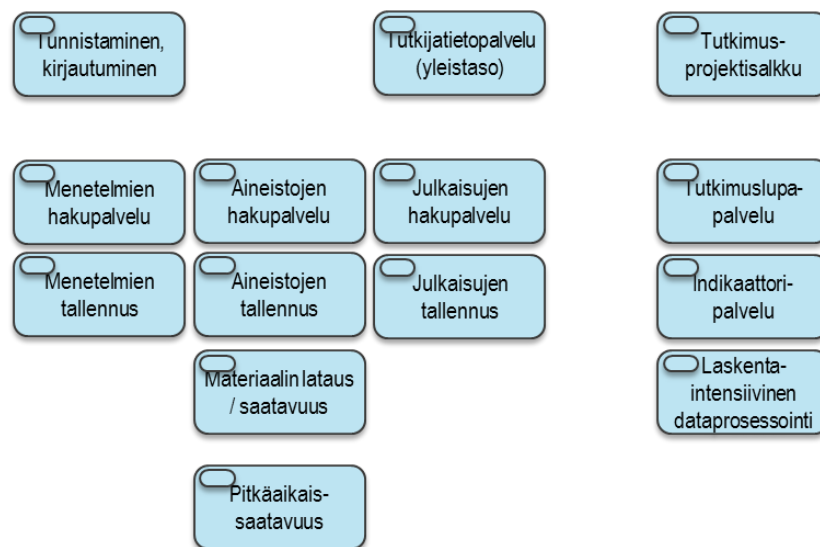 Tunnistaminen,
kirjautuminen
Tutkijatietopalvelu
(yleistaso)
Tutkimus-
projektisalkku
Menetelmien
hakupalvelu
Aineistojen
hakupalvelu
Julkaisujen
hakupalvelu
Tutkimuslupa-
palvelu
Menetelmien
tallennus
Aineistojen
tallennus
Julkaisujen
tallennus
Indikaattori-
palvelu
Materiaalin lataus
/ saatavuus
Laskenta-
intensiivinen
dataprosessointi
Pitkäaikais-
saatavuus